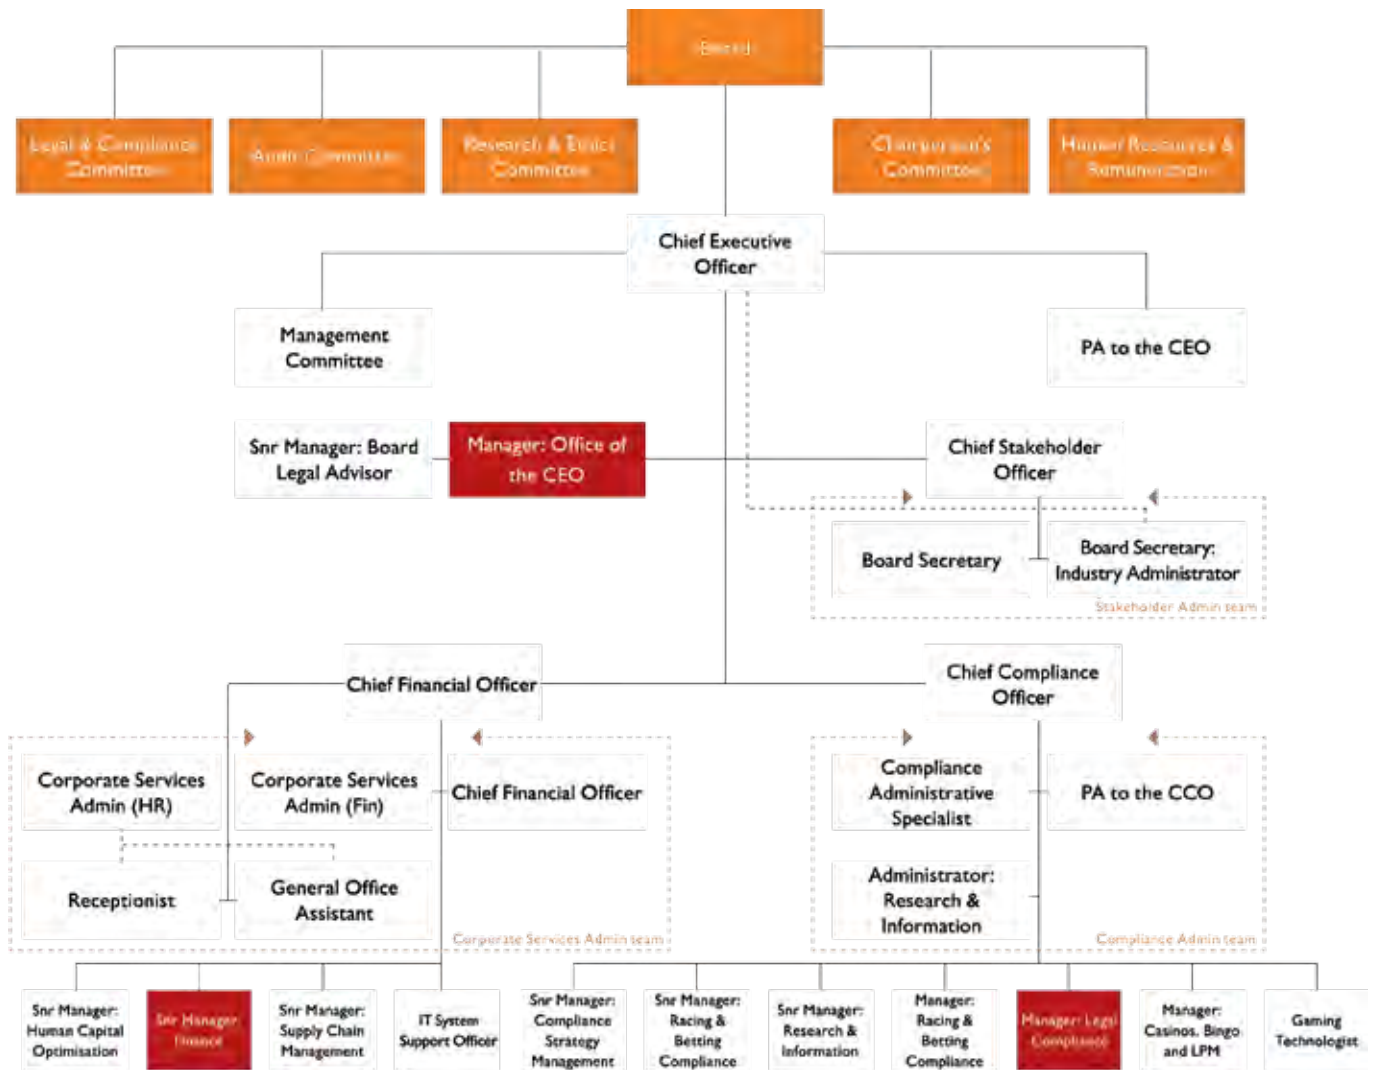 Board
Legal & Compliance
Committee
Audit Committee
Research & Ethics
Committee
Chairperson's
Committee
Human Resources &
Remuneration
Chief Executive
Officer
Management
Committee
PA to the CEO
Snr Manager: Board
Legal Advisor
Manager: Office of
the CEO
Chief Stakeholder
Officer
Board Secretary
Board Secretary:
Industry Administrator
Stakeholder Admin team
Chief Financial Officer
Chief Compliance
Officer
Corporate Services
Admin (HR)
Corporate Services
Admin (Fin)
Chief Financial Officer
Compliance
Administrative
Specialist
PA to the CCO
Receptionist
General Office
Assistant
Administrator:
Research &
Information
Corporate Services Admin team
Compliance Admin team
Snr Manager:
Human Capital
Optimisation
Snr Manager
Finance
Snr Manager:
Supply Chain
Management
IT System
Support Officer
Snr Manager:
Compliance
Strategy
Management
Snr Manager:
Racing &
Betting
Compliance
Snr Manager:
Research &
Information
Manager:
Racing &
Betting
Compliance
Manager: Legal
Compliance
Manager:
Casinos, Bingo
and LPM
Gaming
Technologist